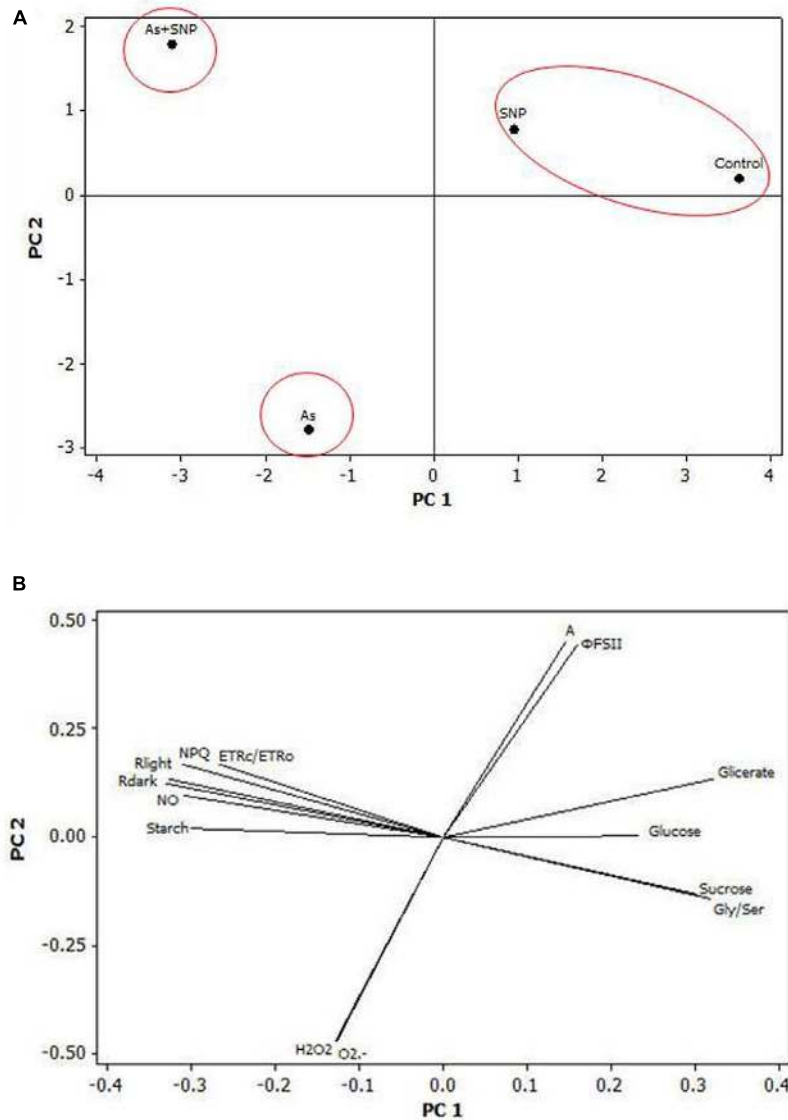 A
2
As+SNP
1
SNP
Control
0
PC 2
-1
-2
As
-3
-4 -3 -2 -1 0 1 2 3 4
PC 1
B
0.50
A
ΦFSII
0.25
NPQ ETRc/ETRo
Rlight
Glicerate
Rdark
NO
0.00
Starch
Glucose
PC 2
Sucrose
Gly/Ser
-0.25
-0.50
H2O2 O2.-
-0.4 -0.3 -0.2 -0.1 0.0 0.1 0.2 0.3 0.4
PC 1